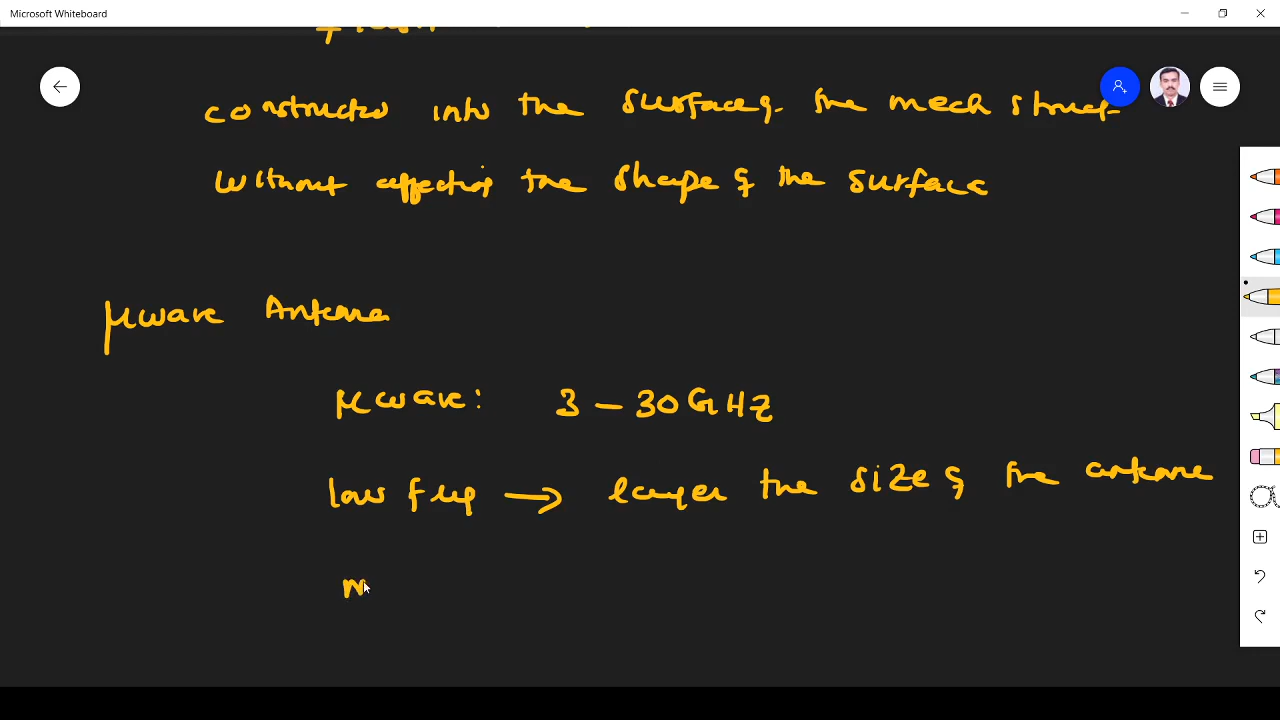 Microsoft Whiteboard
constructed into the surface of the mech struct
without affecting the shape of the surface
μwave Antenna
μwave: 3 – 30 GHZ
low freq → larger the size of the antenna
m